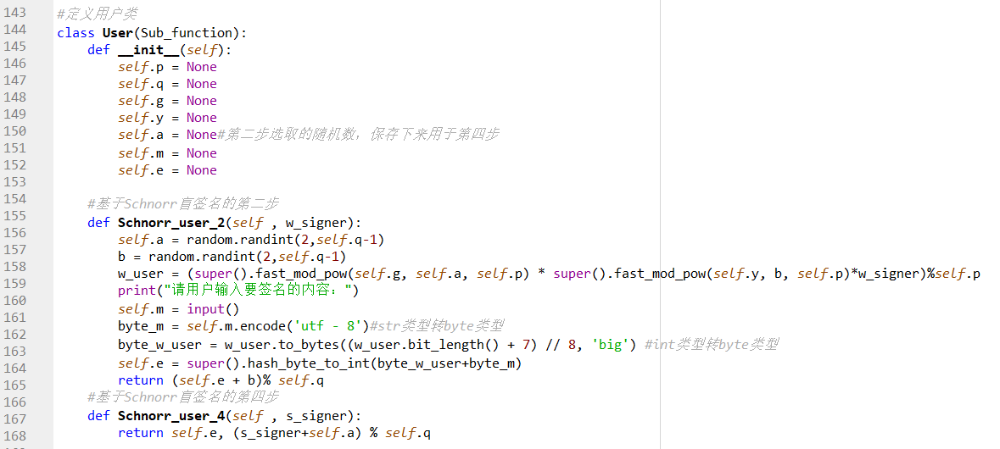 143 #定义用户类
144 class User(Sub_function):
145     def __init__(self):
146         self.p = None
147         self.q = None
148         self.g = None
149         self.y = None
150         self.a = None#第二步选取的随机数，保存下来用于第四步
151         self.m = None
152         self.e = None
153
154     #基于Schnorr盲签名的第二步
155     def Schnorr_user_2(self , w_signer):
156         self.a = random.randint(2,self.q-1)
157         b = random.randint(2,self.q-1)
158         w_user = (super().fast_mod_pow(self.g, self.a, self.p) * super().fast_mod_pow(self.y, b, self.p)*w_signer)%self.p
159         print("请用户输入要签名的内容：")
160         self.m = input()
161         byte_m = self.m.encode('utf - 8')#str类型转byte类型
162         byte_w_user = w_user.to_bytes((w_user.bit_length() + 7) // 8, 'big') #int类型转byte类型
163         self.e = super().hash_byte_to_int(byte_w_user+byte_m)
164         return (self.e + b)% self.q
165     #基于Schnorr盲签名的第四步
166     def Schnorr_user_4(self , s_signer):
167         return self.e, (s_signer+self.a) % self.q
168